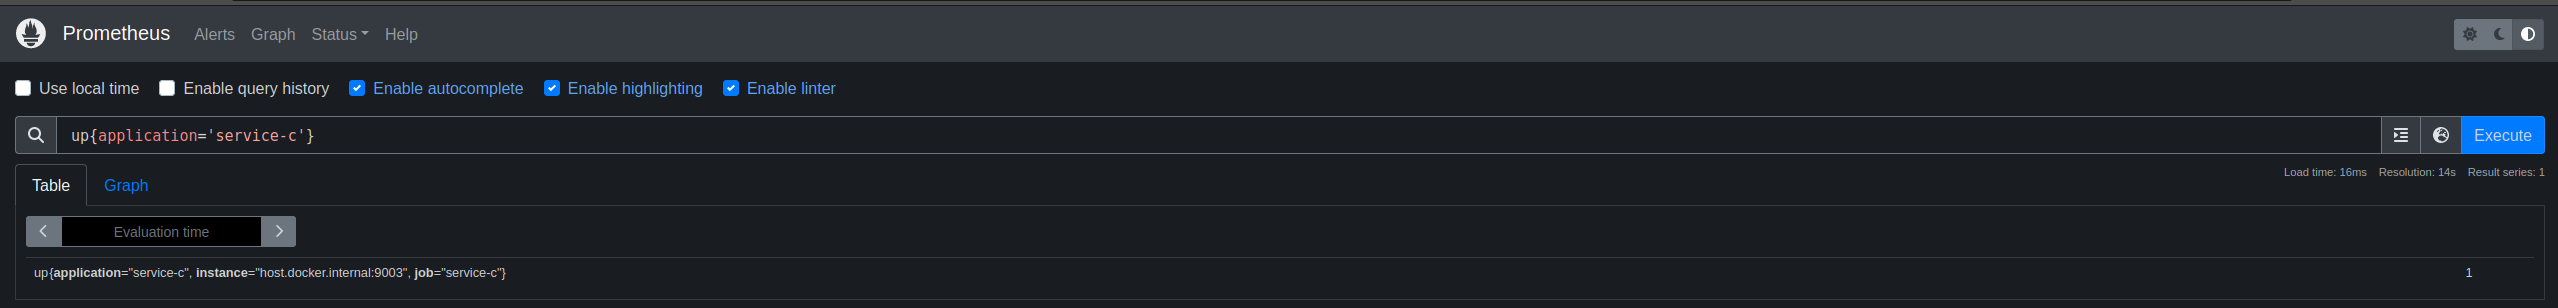 Prometheus Alerts Graph Status Help
Use local time Enable query history Enable autocomplete Enable highlighting Enable linter
up{application='service-c'} Execute
Table Graph Load time: 16ms Resolution: 14s Result series: 1
Evaluation time
up{application="service-c", instance="host.docker.internal:9003", job="service-c"} 1